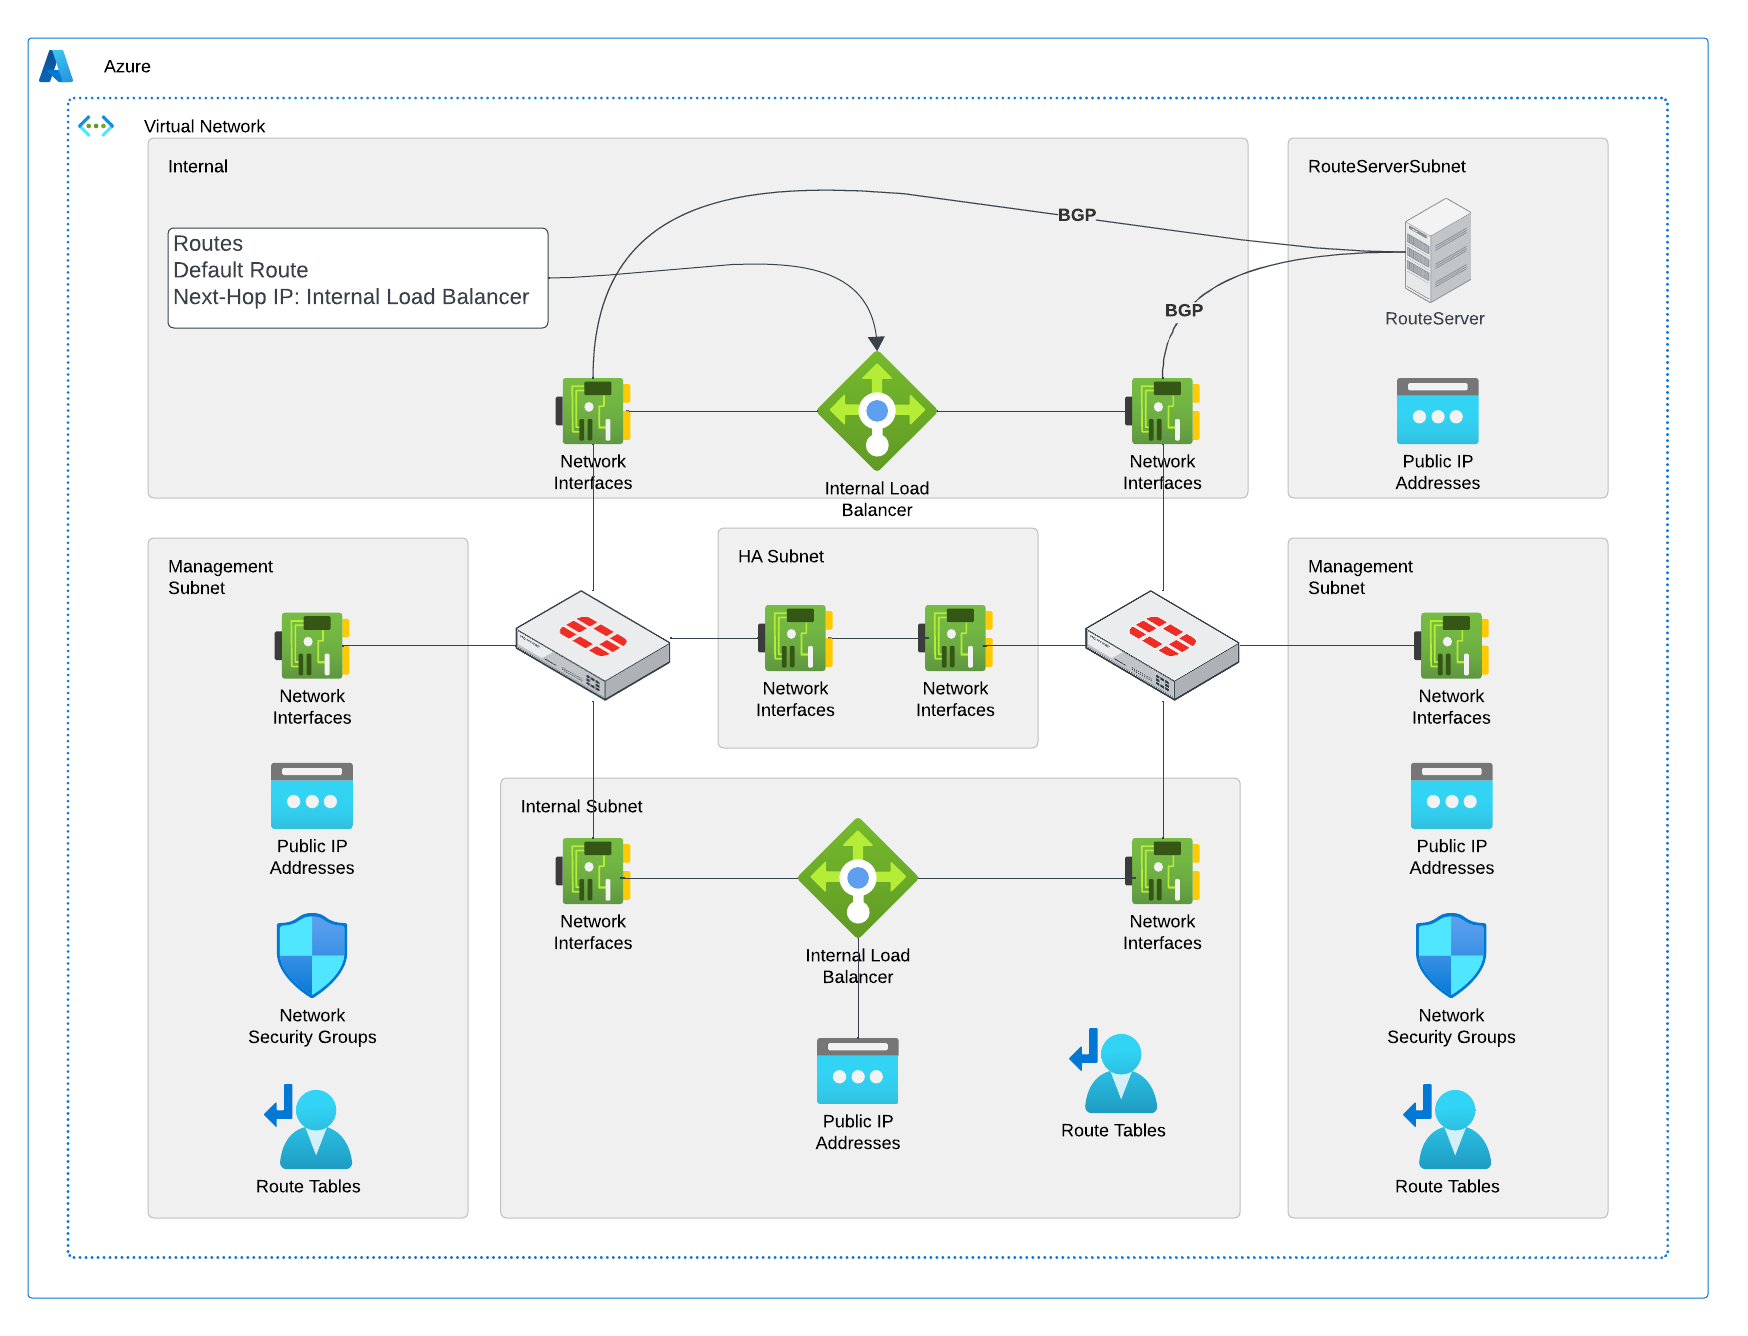 Azure
Virtual Network
Internal
RouteServerSubnet
BGP
Routes
Default Route
Next-Hop IP: Internal Load Balancer
BGP
RouteServer
Network
Interfaces
Internal Load
Balancer
Network
Interfaces
Public IP
Addresses
Management
Subnet
HA Subnet
Management
Subnet
Network
Interfaces
Network
Interfaces
Network
Interfaces
Network
Interfaces
Internal Subnet
Public IP
Addresses
Network
Interfaces
Internal Load
Balancer
Network
Interfaces
Public IP
Addresses
Network
Security Groups
Public IP
Addresses
Route Tables
Network
Security Groups
Route Tables
Route Tables